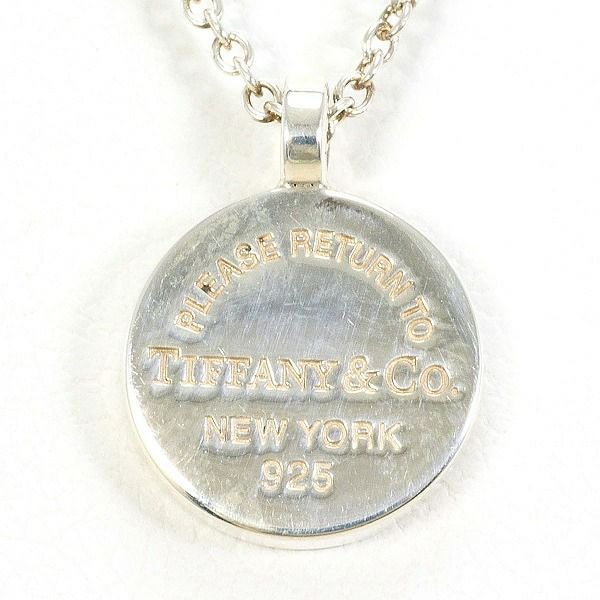 PLEASE RETURN TO
TIFFANY & CO.
NEW YORK
925